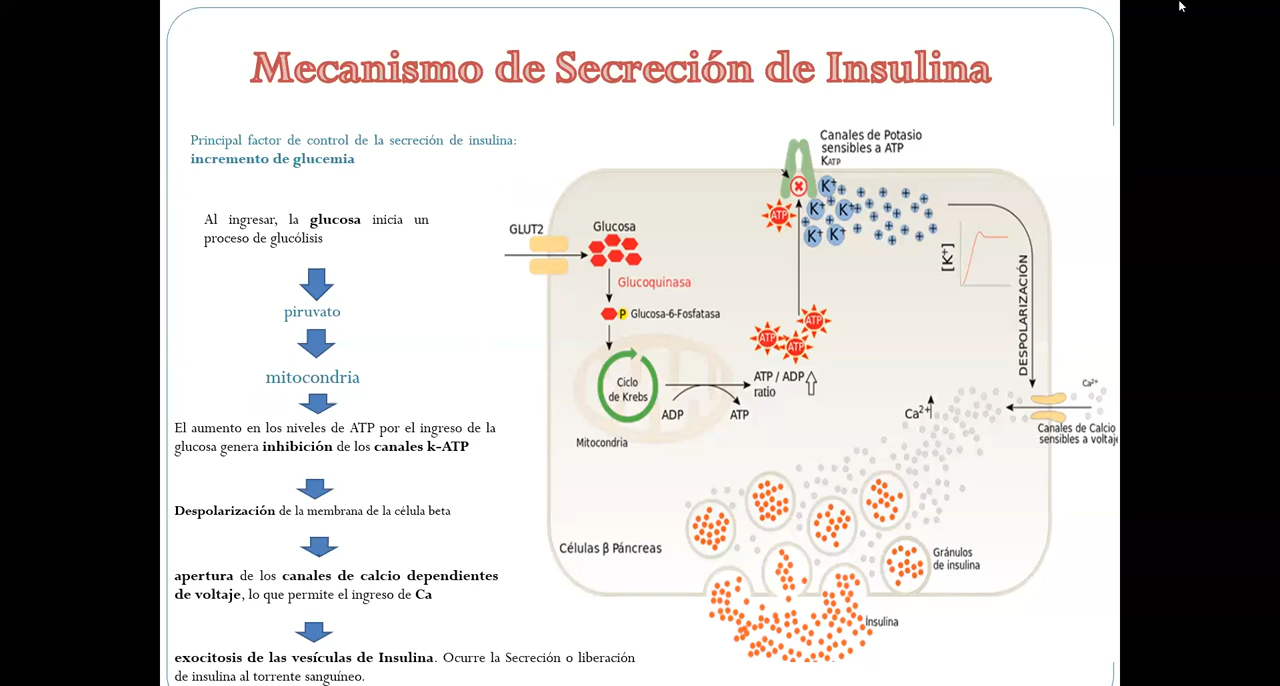 Mecanismo de Secreción de Insulina
Principal factor de control de la secreción de insulina:
incremento de glucemia
Al ingresar, la glucosa inicia un
proceso de glucólisis
piruvato
mitocondria
El aumento en los niveles de ATP por el ingreso de la
glucosa genera inhibición de los canales k-ATP
Despolarización de la membrana de la célula beta
apertura de los canales de calcio dependientes
de voltaje, lo que permite el ingreso de Ca
exocitosis de las vesículas de Insulina. Ocurre la Secreción o liberación
de insulina al torrente sanguíneo.
Canales de Potasio
sensibles a ATP
KATP
K+
K+
K+
K+
K+
ATP
GLUT2
Glucosa
Glucoquinasa
P Glucosa-6-Fosfatasa
Ciclo
de Krebs
Mitocondria
ADP
ATP
ATP
ATP
ATP
ATP / ADP
ratio
[K+]
DESPOLARIZACIÓN
Ca2+
Ca2+
Canales de Calcio
sensibles a voltaj
Células β Páncreas
Gránulos
de insulina
Insulina